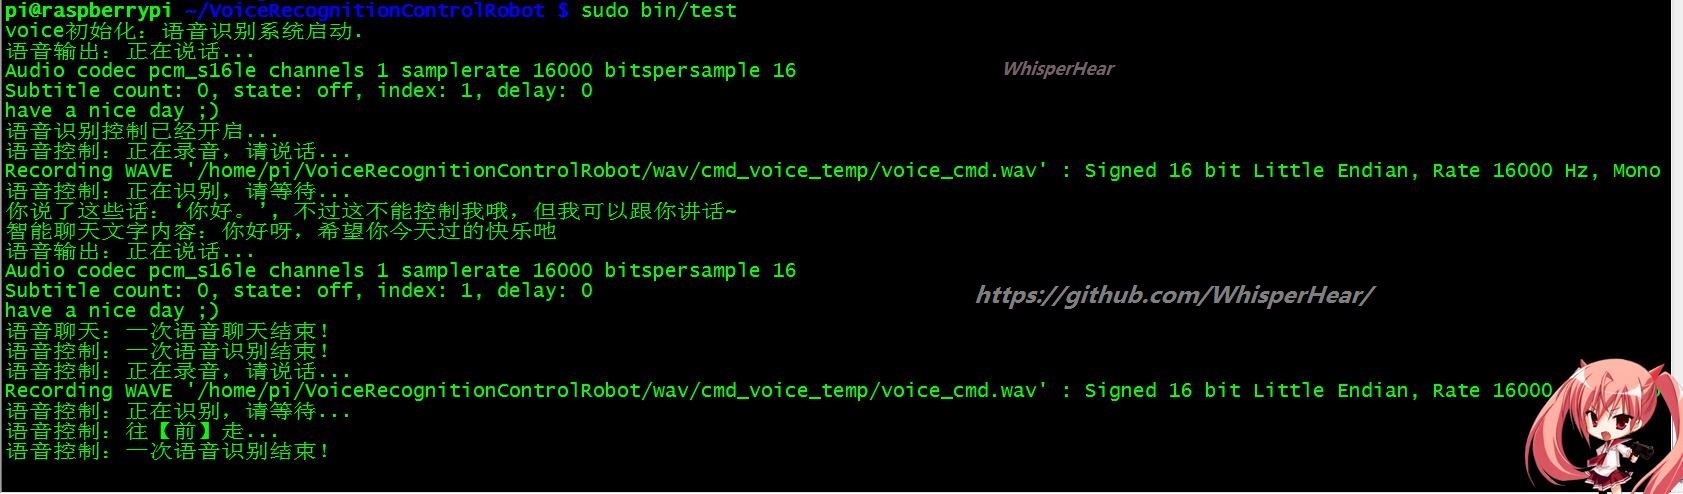 pi@raspberrypi ~/VoiceRecognitionControlRobot $ sudo bin/test
voice初始化：语音识别系统启动.
语音输出：正在说话...
Audio codec pcm_s16le channels 1 samplerate 16000 bitspersample 16
WhisperHear
Subtitle count: 0, state: off, index: 1, delay: 0
have a nice day ;)
语音识别控制已经开启...
语音控制：正在录音，请说话...
Recording WAVE '/home/pi/VoiceRecognitionControlRobot/wav/cmd_voice_temp/voice_cmd.wav' : Signed 16 bit Little Endian, Rate 16000 Hz, Mono
语音控制：正在识别，请等待...
你说了这些话：‘你好。’，不过这不能控制我哦，但我可以跟你讲话~
智能聊天文字内容：你好呀，希望你今天过的快乐吔
语音输出：正在说话...
Audio codec pcm_s16le channels 1 samplerate 16000 bitspersample 16
Subtitle count: 0, state: off, index: 1, delay: 0
https://github.com/WhisperHear/
have a nice day ;)
语音聊天：一次语音聊天结束！
语音控制：一次语音识别结束！
语音控制：正在录音，请说话...
Recording WAVE '/home/pi/VoiceRecognitionControlRobot/wav/cmd_voice_temp/voice_cmd.wav' : Signed 16 bit Little Endian, Rate 16000
语音控制：正在识别，请等待...
语音控制：往【前】走...
语音控制：一次语音识别结束！